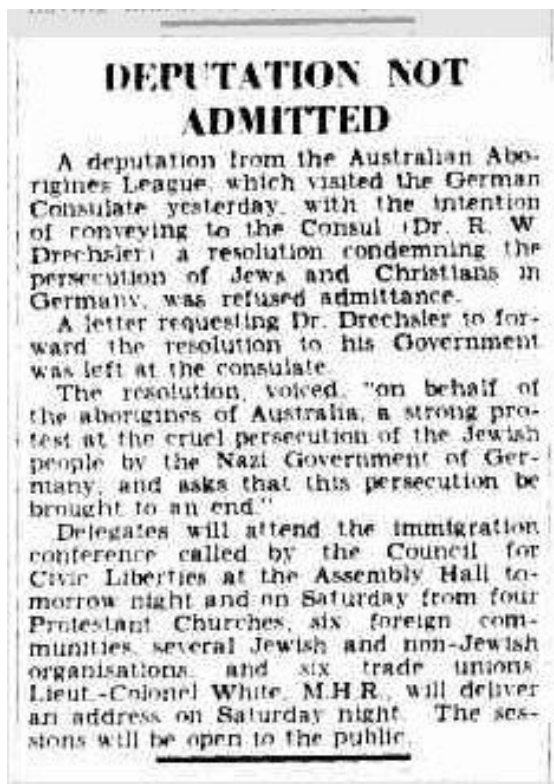 DEPUTATION NOT
ADMITTED
A deputation from the Australian Abo-
rigines League, which visited the German
Consulate yesterday, with the intention
of conveying to the Consul (Dr. R. W.
Drechsler) a resolution condemning the
persecution of Jews and Christians in
Germany, was refused admittance.
A letter requesting Dr. Drechsler to for-
ward the resolution to his Government
was left at the consulate.
The resolution, voiced, "on behalf of
the aborigines of Australia, a strong pro-
test at the cruel persecution of the Jewish
people by the Nazi Government of Ger-
many, and asks that this persecution be
brought to an end."
Delegates will attend the immigration
conference called by the Council for
Civic Liberties at the Assembly Hall to-
morrow night and on Saturday from four
Protestant Churches, six foreign com-
munities, several Jewish and non-Jewish
organisations, and six trade unions.
Lieut.-Colonel White, M.H.R., will deliver
an address on Saturday night. The ses-
sions will be open to the public.